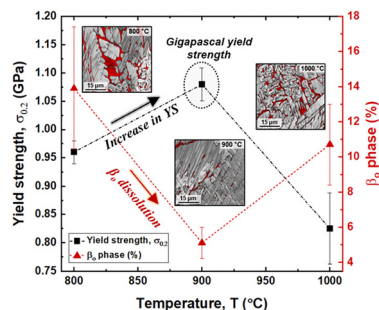 1.20
1.15
1.10
1.05
1.00
0.95
0.90
0.85
0.80
0.75
Yield strength, σ0.2 (GPa)
800 °C
15 μm
Gigapascal yield
strength
1000 °C
15 μm
Increase in YS
900 °C
15 μm
βo dissolution
Yield strength, σ0.2
βo phase (%)
18
16
14
12
10
8
6
4
βo phase (%)
800
900
1000
Temperature, T (°C)